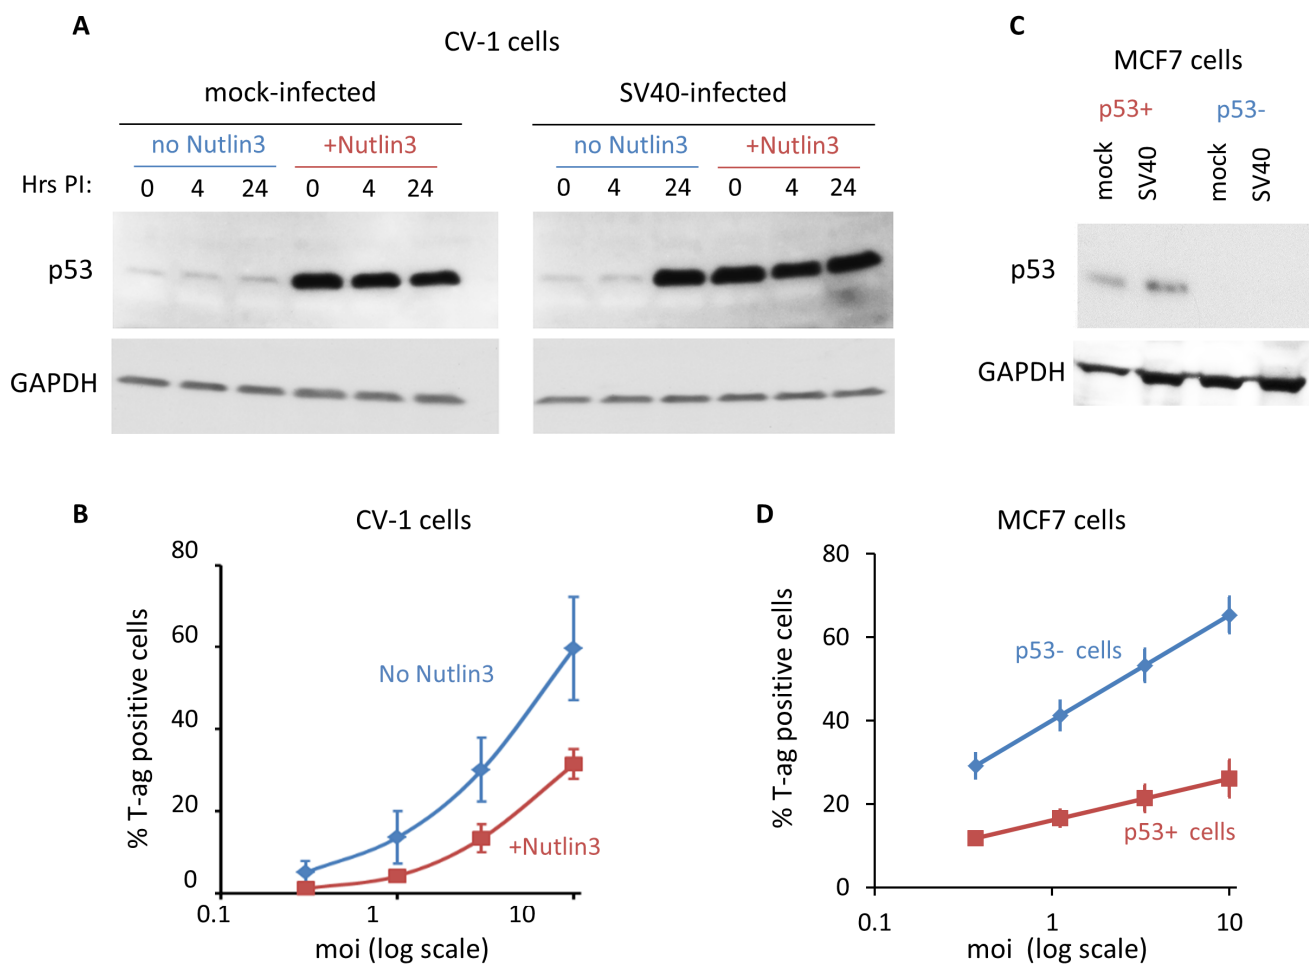 A
CV-1 cells
mock-infected
SV40-infected
no Nutlin3
+Nutlin3
no Nutlin3
+Nutlin3
Hrs PI:
0 4 24 0 4 24
0 4 24 0 4 24
p53
GAPDH
C
MCF7 cells
p53+
p53-
mock
SV40
mock
SV40
p53
GAPDH
B
CV-1 cells
80
60
40
20
0
% T-ag positive cells
No Nutlin3
+Nutlin3
0.1 1 10
moi (log scale)
D
MCF7 cells
80
60
40
20
0
% T-ag positive cells
p53- cells
p53+ cells
0.1 1 10
moi (log scale)